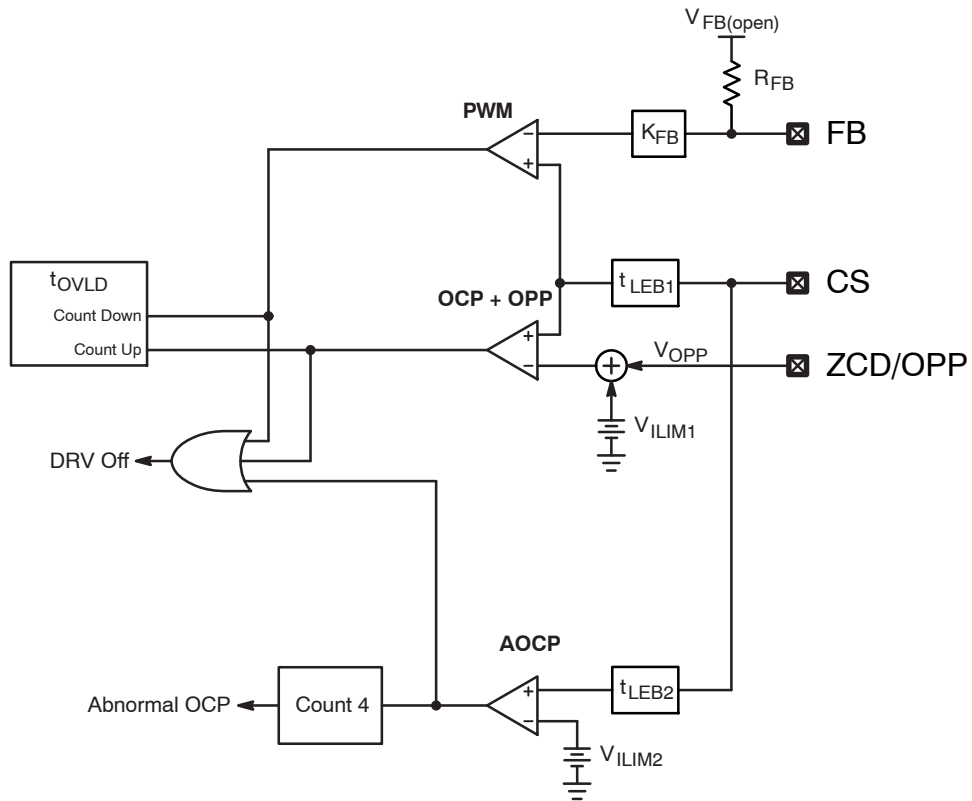 VFB(open)
RFB
PWM
−
KFB
FB
+
tOVLD
tLEB1
CS
OCP + OPP
Count Down
+
Count Up
−
+
VOPP
ZCD/OPP
VILIM1
DRV Off
AOCP
+
tLEB2
Abnormal OCP
Count 4
−
VILIM2